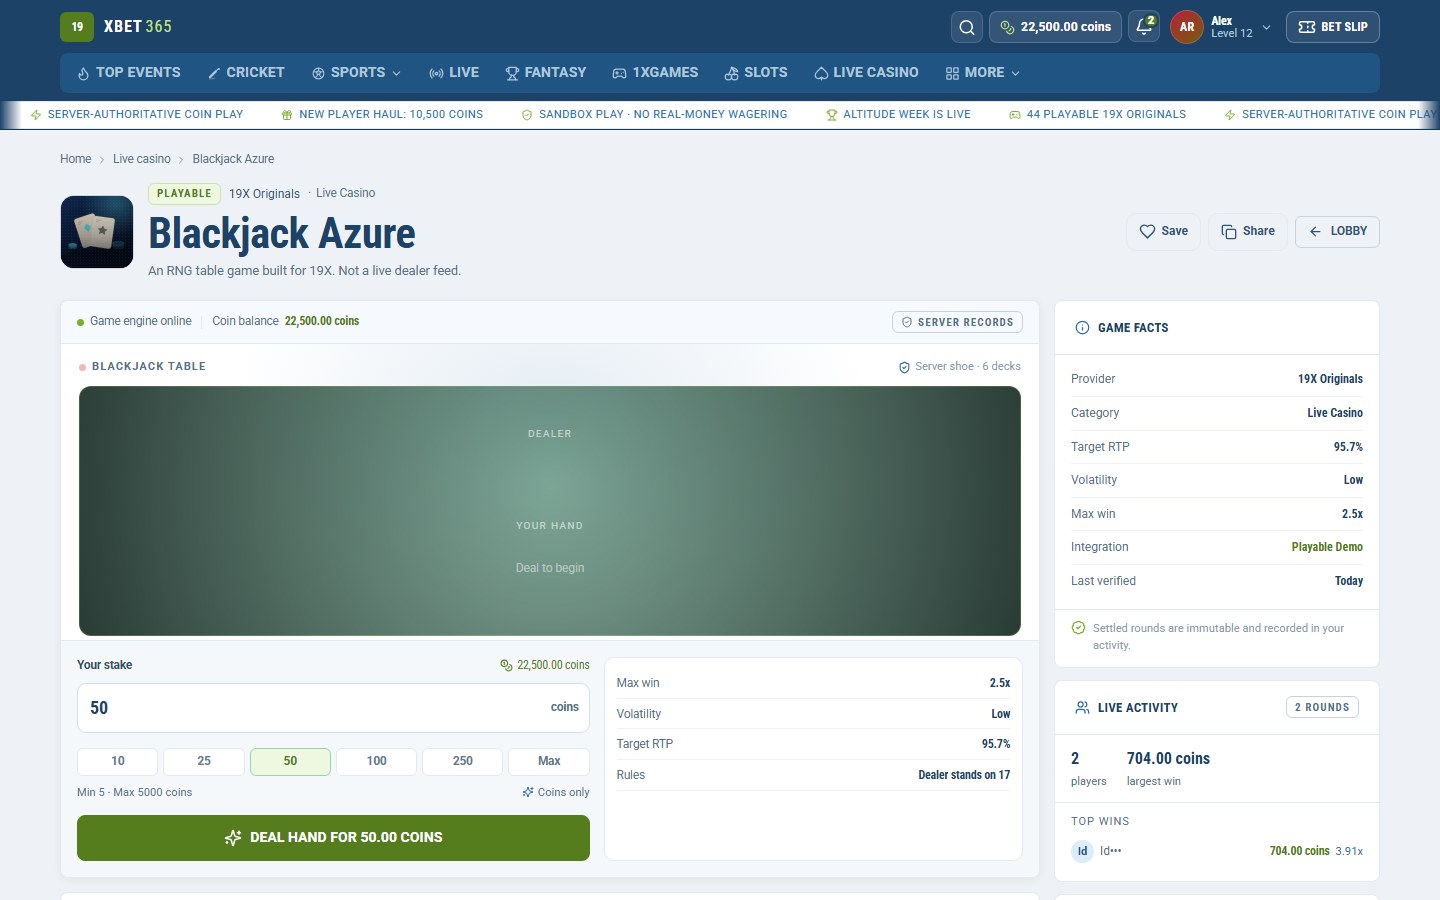 19 XBET 365
22,500.00 coins
2
AR
Alex
Level 12
BET SLIP
TOP EVENTS CRICKET SPORTS LIVE FANTASY 1XGAMES SLOTS LIVE CASINO MORE
SERVER-AUTHORITATIVE COIN PLAY NEW PLAYER HAUL: 10,500 COINS SANDBOX PLAY · NO REAL-MONEY WAGERING ALTITUDE WEEK IS LIVE 44 PLAYABLE 19X ORIGINALS SERVER-AUTHORITATIVE COIN PLAY
Home Live casino Blackjack Azure
PLAYABLE 19X Originals · Live Casino
Blackjack Azure
An RNG table game built for 19X. Not a live dealer feed.
Save Share LOBBY
Game engine online Coin balance 22,500.00 coins SERVER RECORDS
BLACKJACK TABLE Server shoe · 6 decks
DEALER
YOUR HAND
Deal to begin
Your stake 22,500.00 coins
50 coins
10 25 50 100 250 Max
Min 5 · Max 5000 coins Coins only
DEAL HAND FOR 50.00 COINS
Max win 2.5x
Volatility Low
Target RTP 95.7%
Rules Dealer stands on 17
GAME FACTS
Provider 19X Originals
Category Live Casino
Target RTP 95.7%
Volatility Low
Max win 2.5x
Integration Playable Demo
Last verified Today
Settled rounds are immutable and recorded in your
activity.
LIVE ACTIVITY 2 ROUNDS
2 704.00 coins
players largest win
TOP WINS
Id Id••• 704.00 coins 3.91x